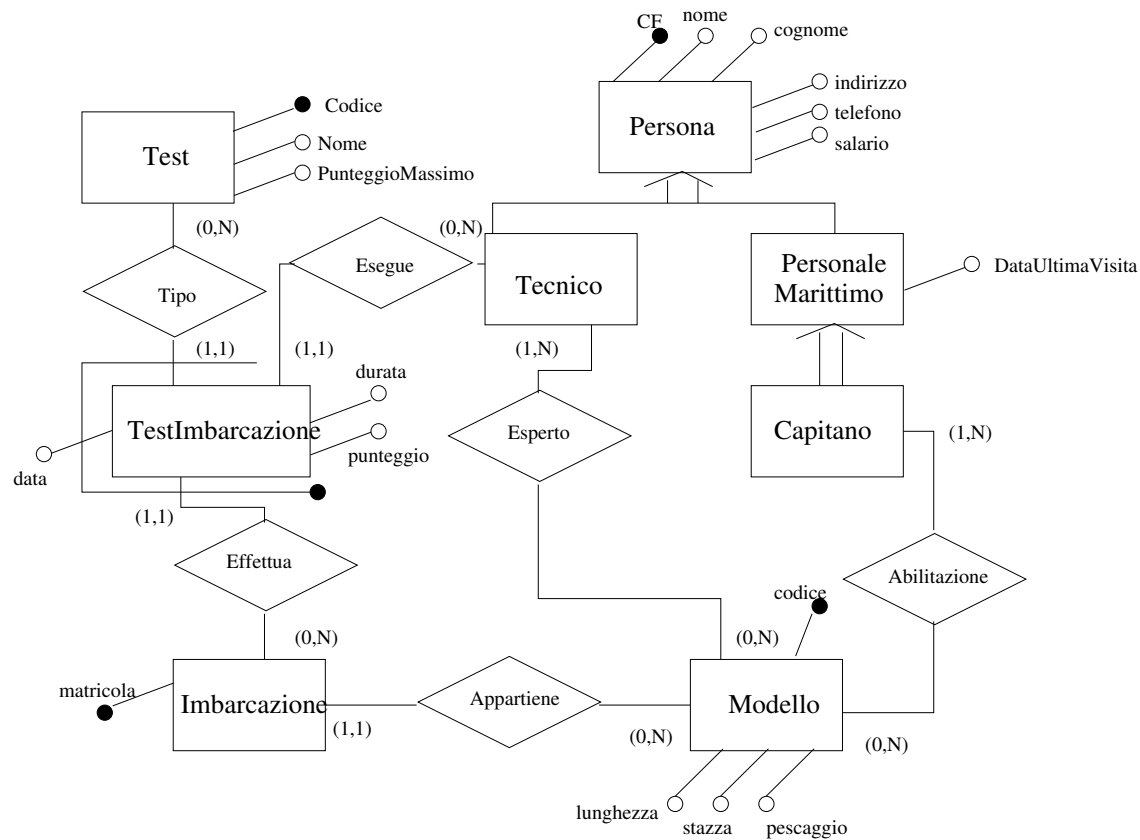 CF
nome
cognome
indirizzo
telefono
salario
Persona
Codice
Nome
PunteggioMassimo
Test
(0,N)
(0,N)
Esegue
Tecnico
Personale
Marittimo
DataUltimaVisita
Tipo
(1,1)
(1,1)
(1,N)
durata
TestImbarcazione
punteggio
data
Esperto
Capitano
(1,N)
(1,1)
Effettua
Abilitazione
codice
(0,N)
(0,N)
matricola
Imbarcazione
Appartiene
Modello
(1,1)
(0,N)
(0,N)
lunghezza
stazza
pescaggio